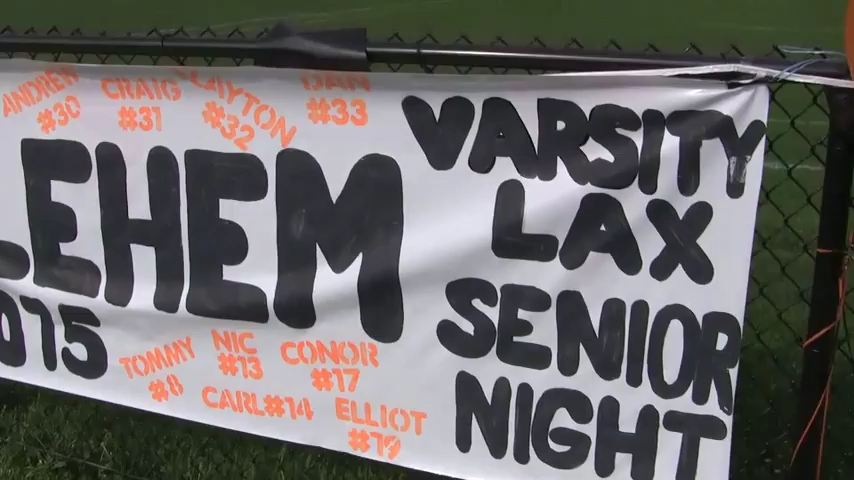 ANDREW CRAIG CLAYTON DAN
#30 #31 #32 #33
LEHEM
075
TOMMY NIC CONOR
#8 #13 #17
CARL#14 ELLIOT
#19
VARSITY
LAX
SENIOR
NIGHT